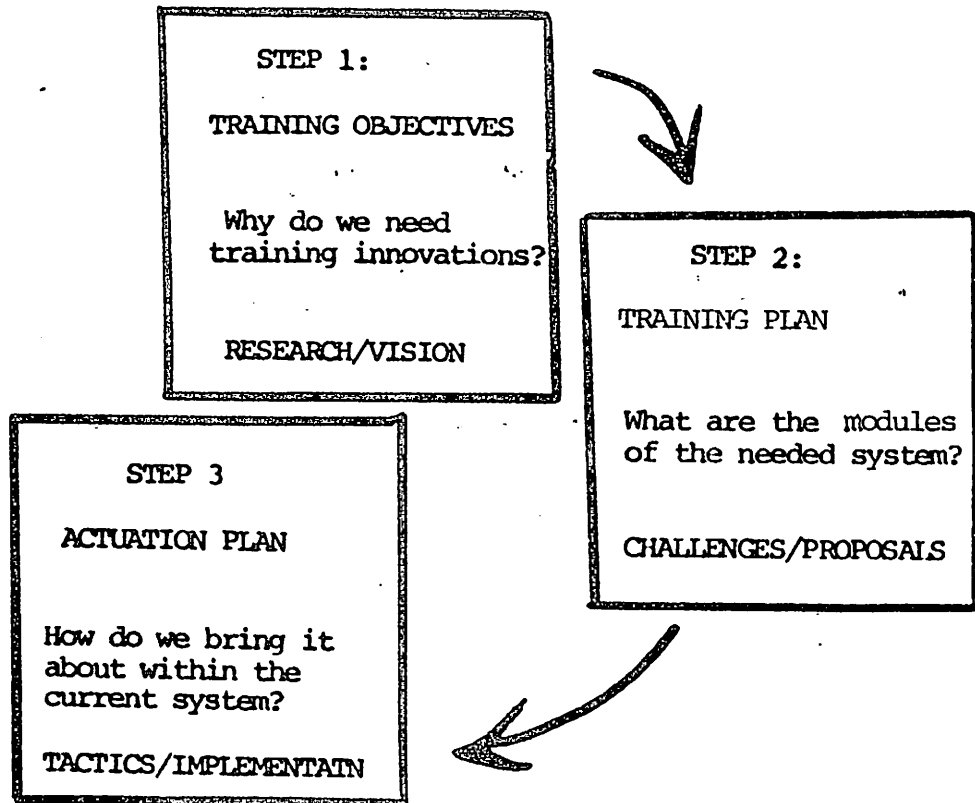 STEP 1:
TRAINING OBJECTIVES
Why do we need
training innovations?
RESEARCH/VISION
STEP 2:
TRAINING PLAN
What are the modules
of the needed system?
CHALLENGES/PROPOSALS
STEP 3
ACTUATION PLAN
How do we bring it
about within the
current system?
TACTICS/IMPLEMENTATN